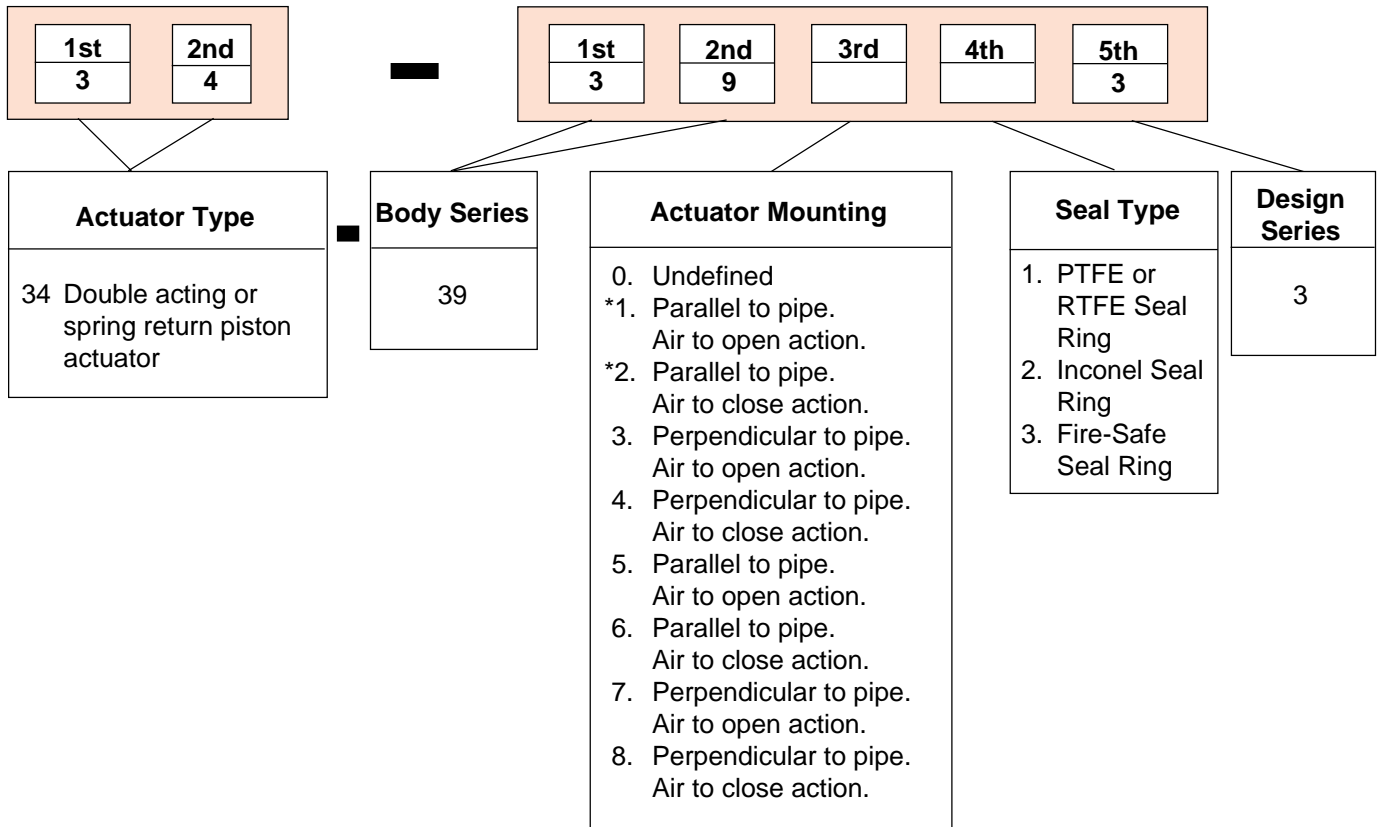 1st
3
2nd
4
1st
3
2nd
9
3rd
4th
5th
3
Actuator Type
34 Double acting or
spring return piston
actuator
Body Series
39
Actuator Mounting
0. Undefined
*1. Parallel to pipe.
Air to open action.
*2. Parallel to pipe.
Air to close action.
3. Perpendicular to pipe.
Air to open action.
4. Perpendicular to pipe.
Air to close action.
5. Parallel to pipe.
Air to open action.
6. Parallel to pipe.
Air to close action.
7. Perpendicular to pipe.
Air to open action.
8. Perpendicular to pipe.
Air to close action.
Seal Type
1. PTFE or
RTFE Seal
Ring
2. Inconel Seal
Ring
3. Fire-Safe
Seal Ring
Design
Series
3